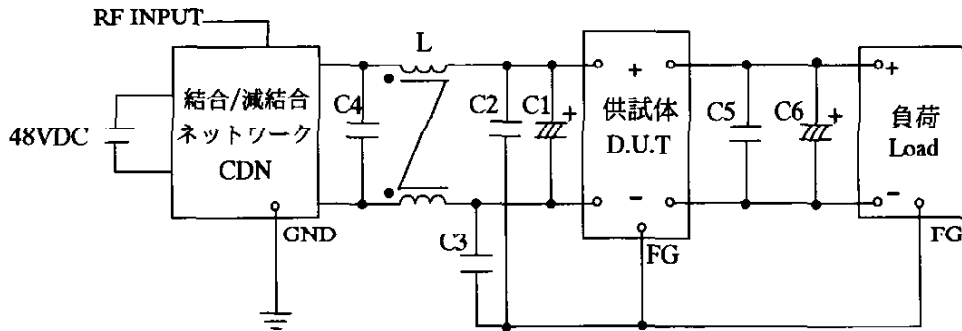 RF INPUT
48VDC
結合/減結合
ネットワーク
CDN
GND
L
C4
C2
C1
+
C3
+
供試体
D.U.T
-
FG
C5
C6
+
+
負荷
Load
-
FG